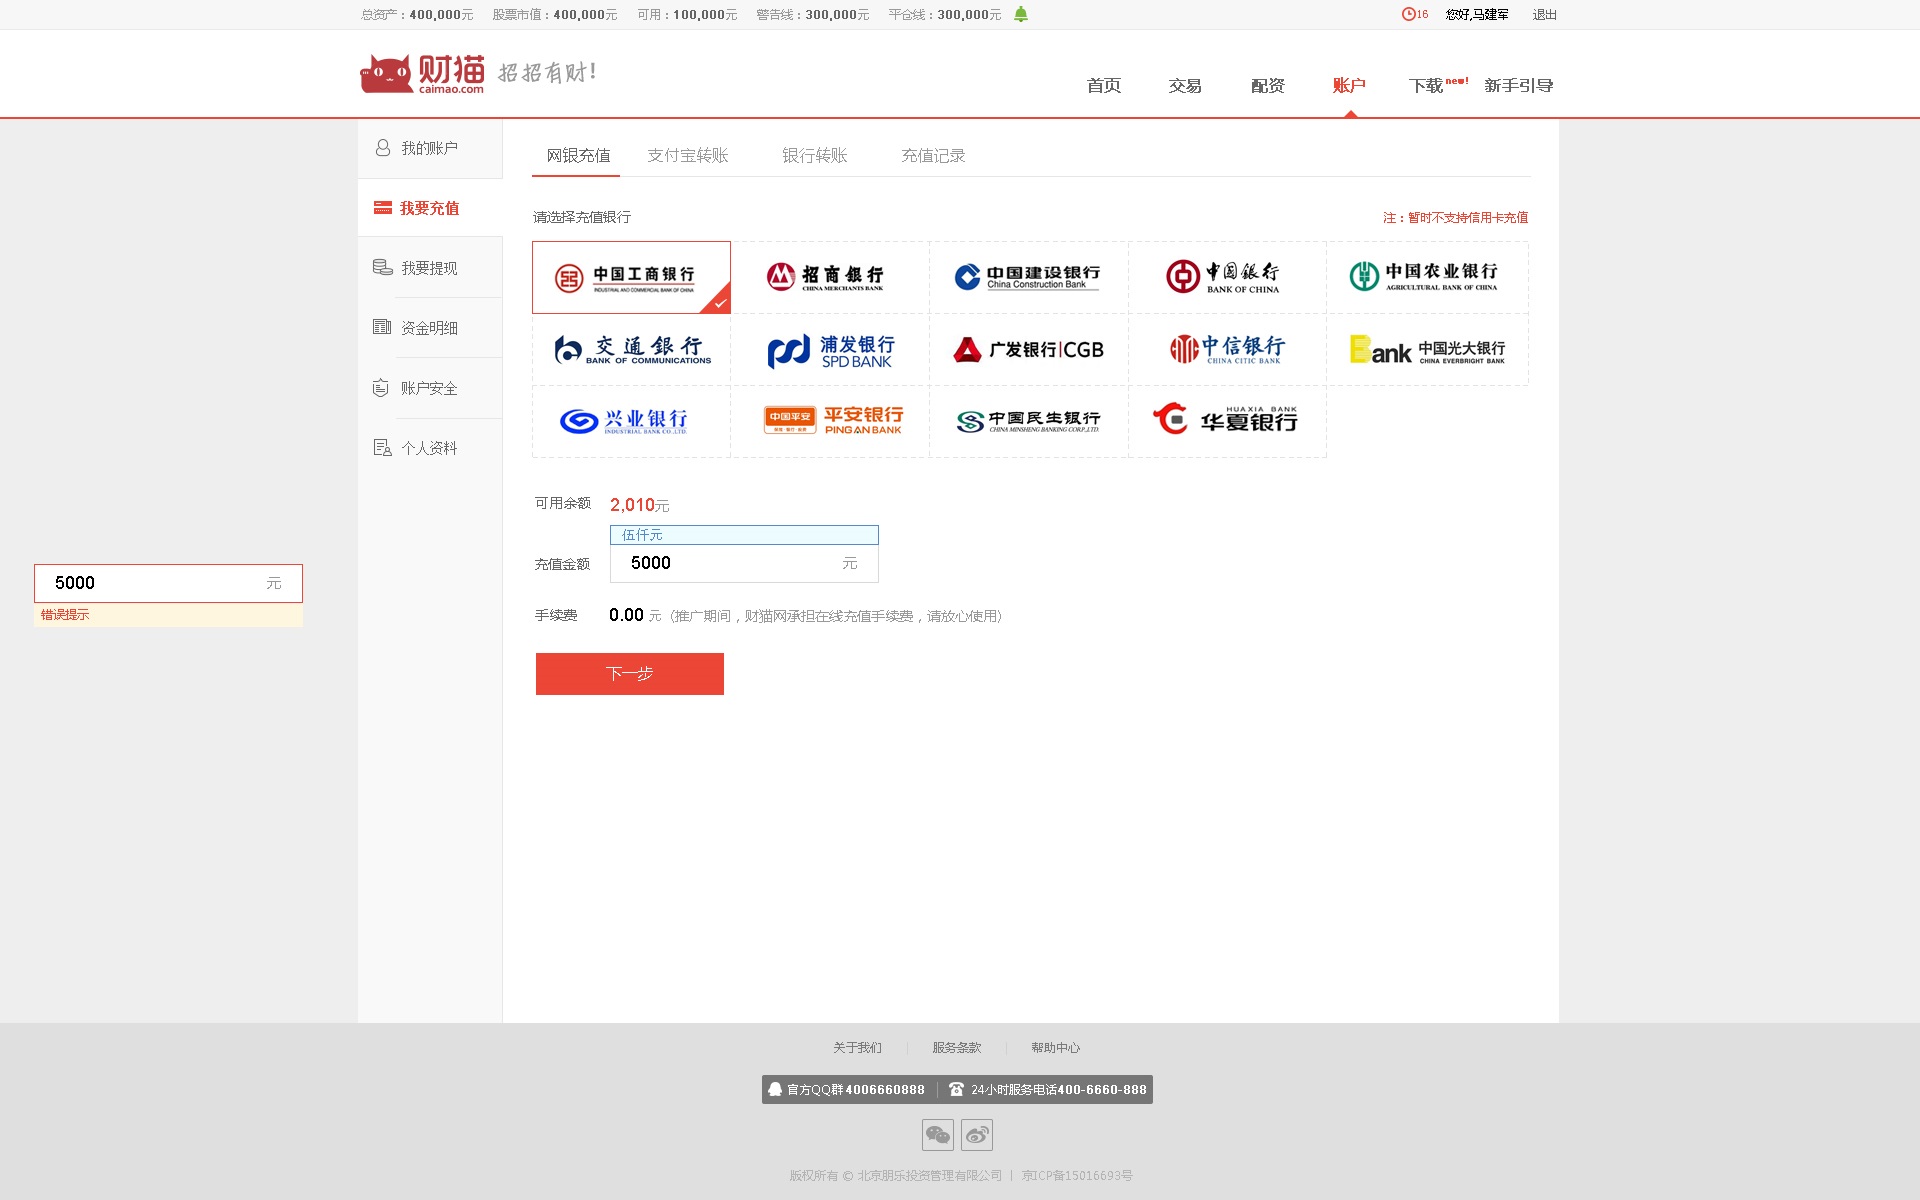 总资产：400,000元 股票市值：400,000元 可用：100,000元 警告线：300,000元 平仓线：300,000元
16 您好,马建军 退出
财猫
caimao.com
招招有财!
首页 交易 配资 账户 下载new! 新手引导
我的账户
我要充值
我要提现
资金明细
账户安全
个人资料
网银充值 支付宝转账 银行转账 充值记录
请选择充值银行 注：暂时不支持信用卡充值
中国工商银行
INDUSTRIAL AND COMMERCIAL BANK OF CHINA
招商銀行
CHINA MERCHANTS BANK
中国建设银行
China Construction Bank
中国银行
BANK OF CHINA
中国农业银行
AGRICULTURAL BANK OF CHINA
交通銀行
BANK OF COMMUNICATIONS
浦发银行
SPD BANK
广发银行|CGB
中信银行
CHINA CITIC BANK
Bank 中国光大银行
CHINA EVERBRIGHT BANK
兴业银行
INDUSTRIAL BANK CO.,LTD.
中国平安
保险·银行·投资
平安银行
PING AN BANK
中国民生银行
CHINA MINSHENG BANKING CORP.,LTD.
HUAXIA BANK
华夏银行
可用余额 2,010元
伍仟元
充值金额 5000 元
手续费 0.00 元（推广期间，财猫网承担在线充值手续费，请放心使用）
下一步
5000 元
错误提示
关于我们 服务条款 帮助中心
官方QQ群4006660888 24小时服务电话400-6660-888
版权所有 © 北京朋乐投资管理有限公司 | 京ICP备15016693号